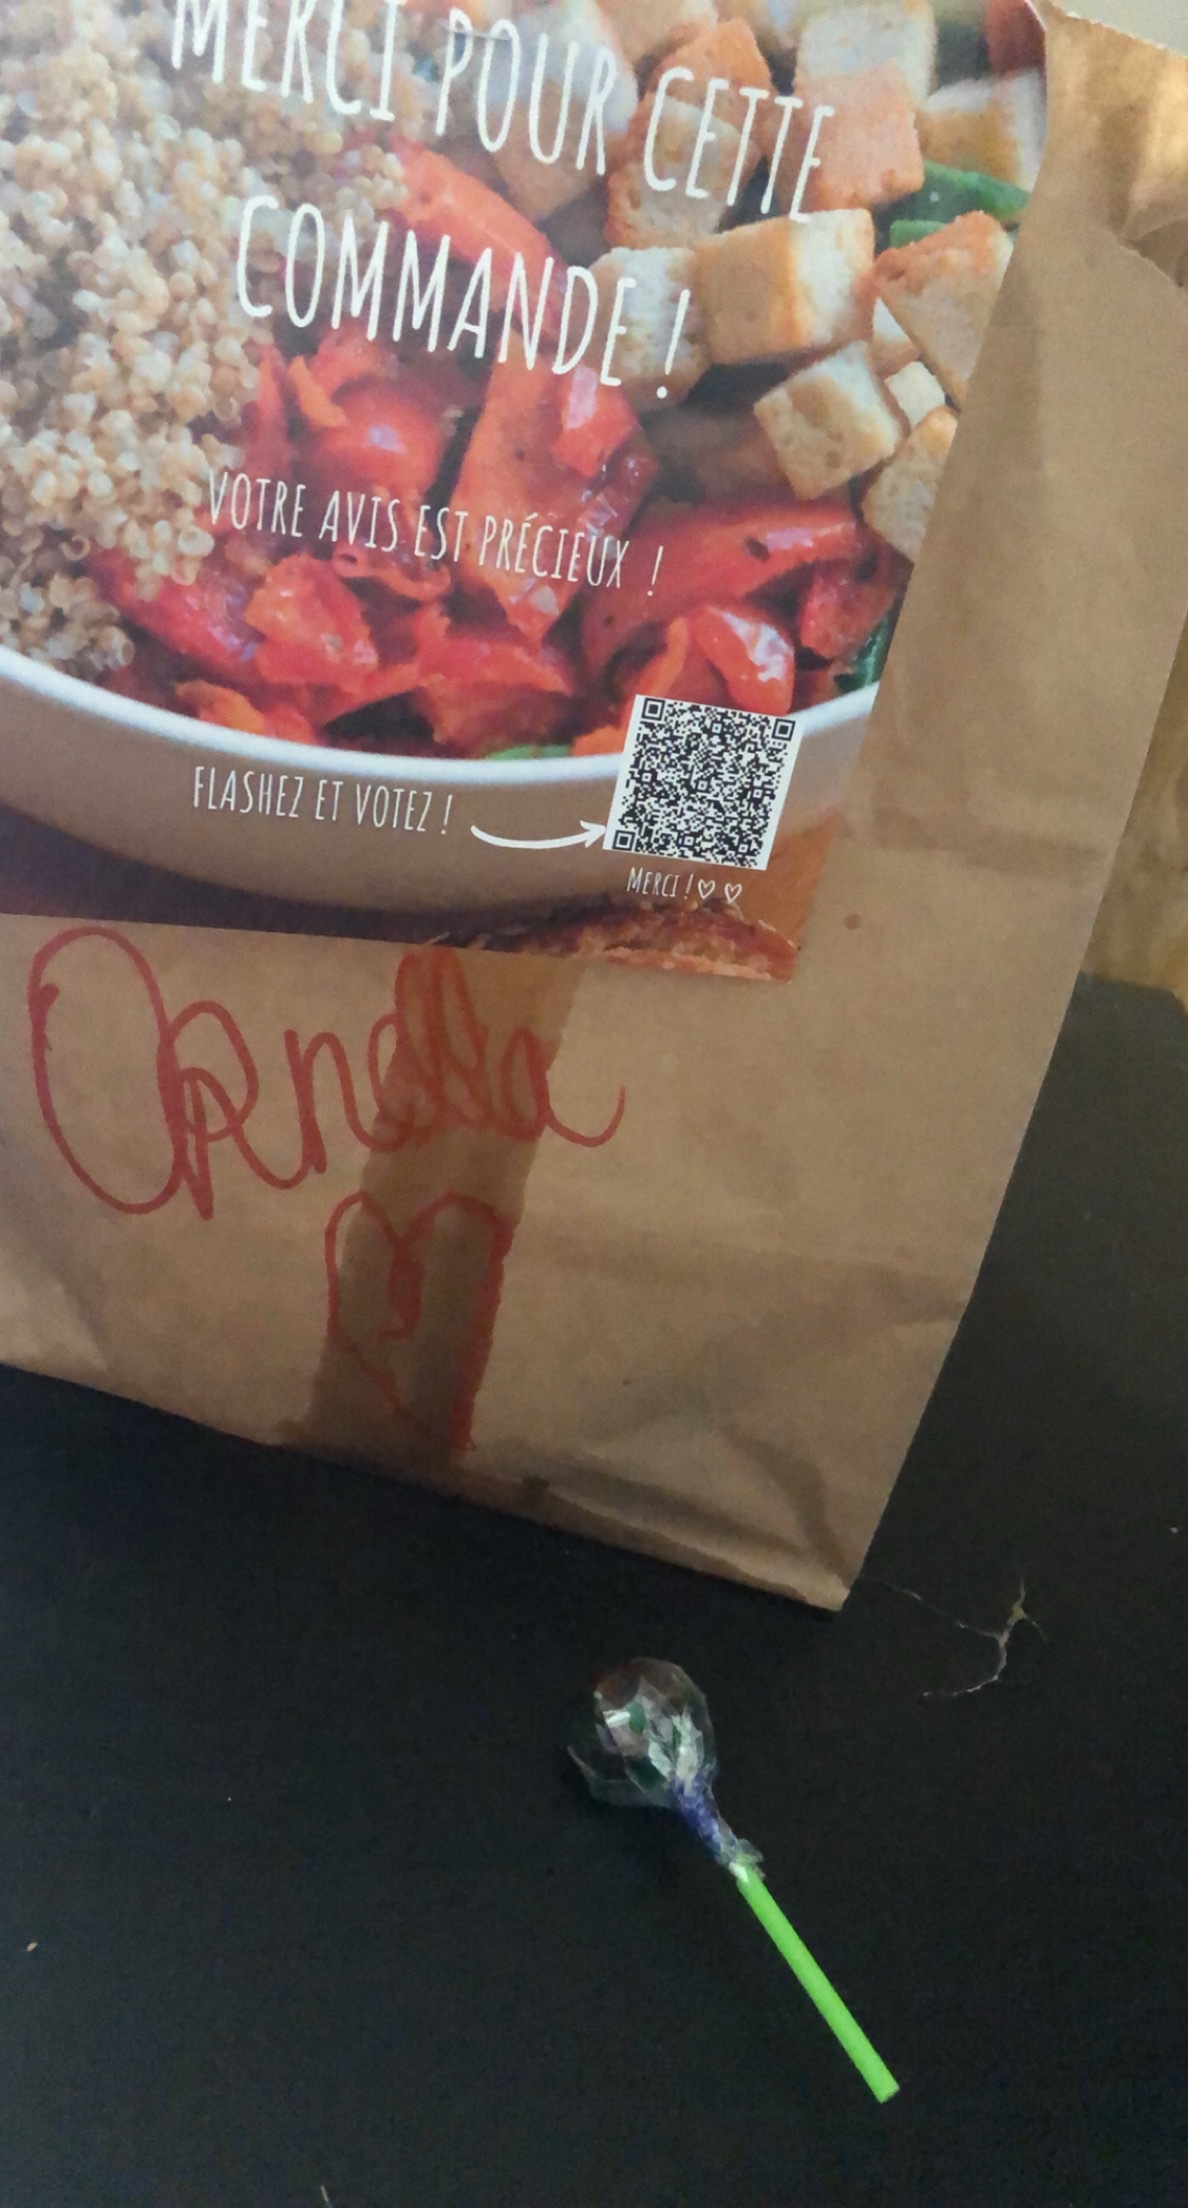 MERCI POUR CETTE
COMMANDE !
VOTRE AVIS EST PRÉCIEUX !
FLASHEZ ET VOTEZ !
MERCI !♡♡
Ornella